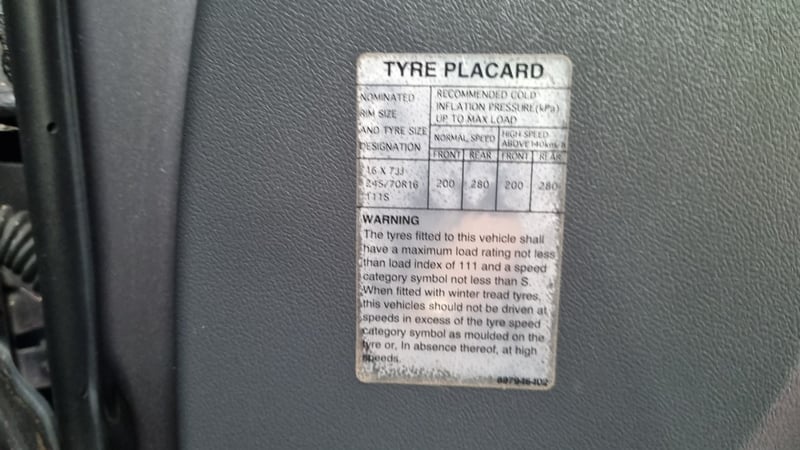 TYRE PLACARD
NOMINATED
RIM SIZE
AND TYRE SIZE
DESIGNATION
RECOMMENDED COLD
INFLATION PRESSURE(kPa)
UP TO MAX LOAD
NORMAL SPEED
HIGH SPEED
ABOVE 140km/h
FRONT REAR FRONT REAR
16 X 7JJ
245/70R16
111S
200 280 200 280
WARNING
The tyres fitted to this vehicle shall
have a maximum load rating not less
than load index of 111 and a speed
category symbol not less than S.
When fitted with winter tread tyres,
this vehicles should not be driven at
speeds in excess of the tyre speed
category symbol as moulded on the
tyre or, In absence thereof, at high
speeds.